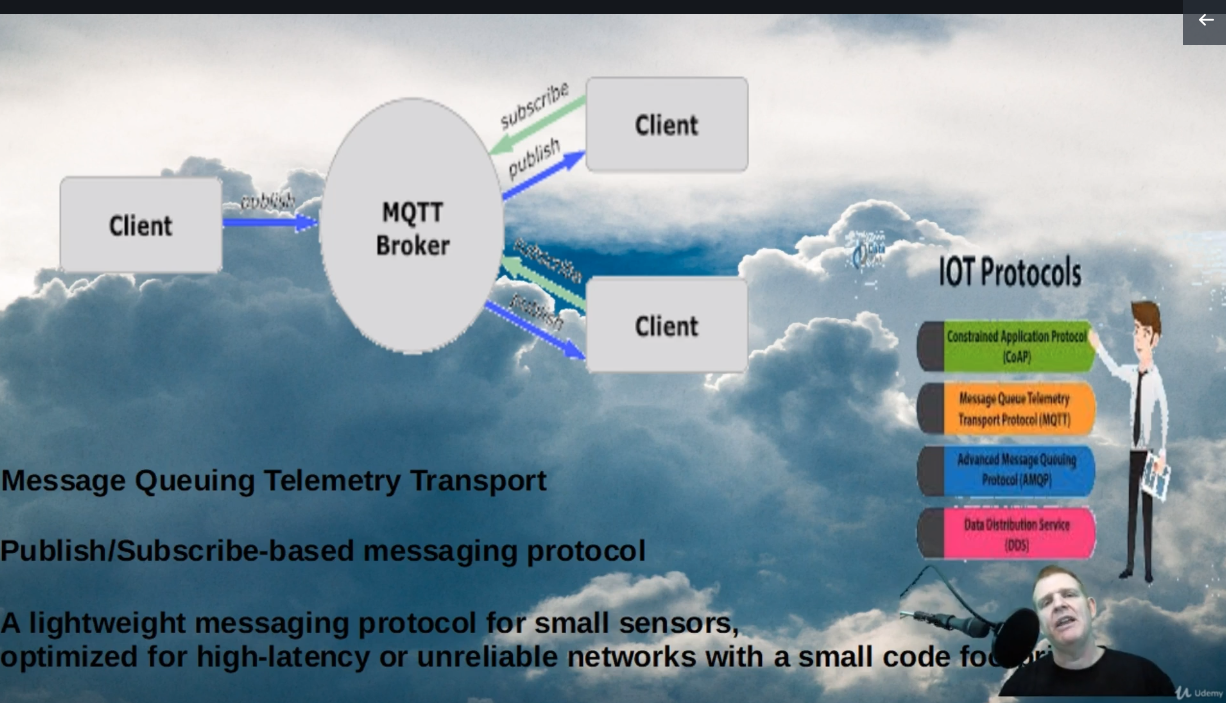 subscribe
Client
publish
publish
Client
MQTT
Broker
subscribe
publish
Client
IOT Protocols
Constrained Application Protocol
(CoAP)
Message Queue Telemetry
Transport Protocol (MQTT)
Advanced Message Queuing
Protocol (AMQP)
Data Distribution Service
(DDS)
Message Queuing Telemetry Transport
Publish/Subscribe-based messaging protocol
A lightweight messaging protocol for small sensors,
optimized for high-latency or unreliable networks with a small code
Udemy